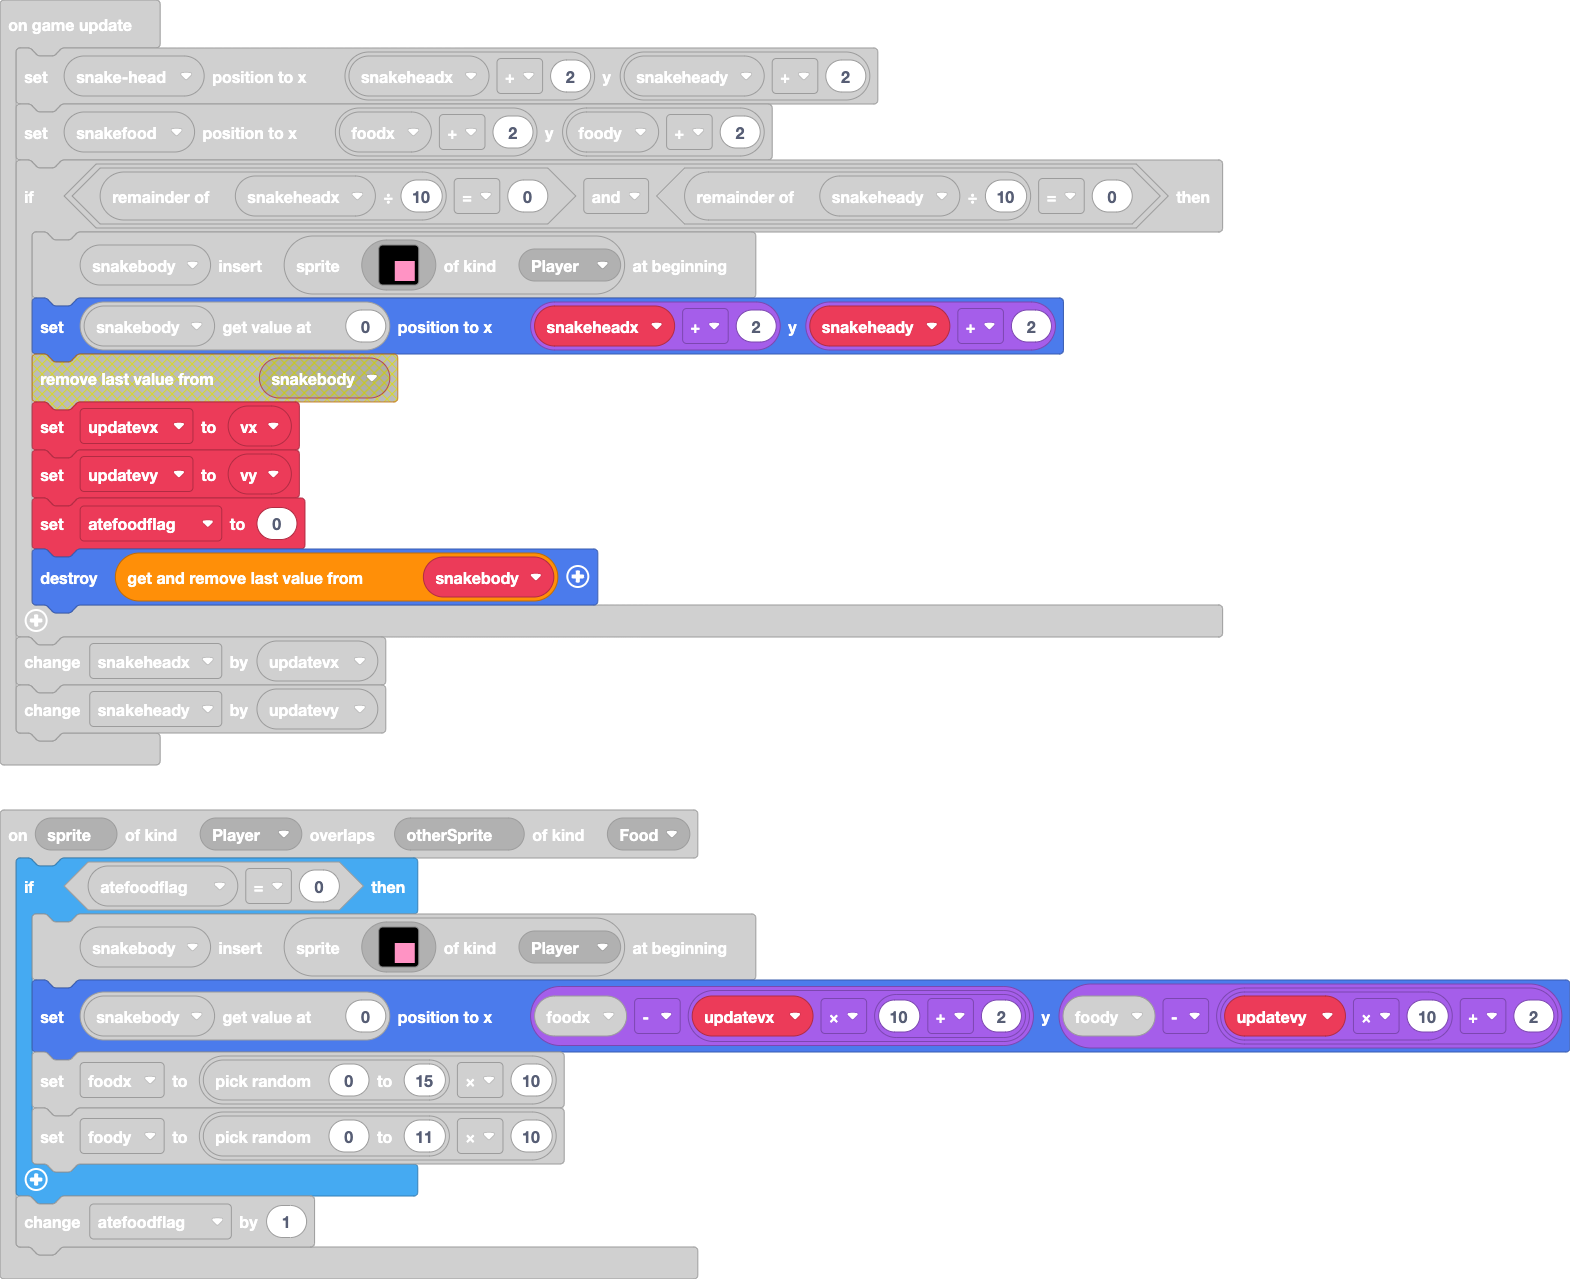 on game update
set snake-head position to x snakeheadx + 2 y snakeheady + 2
set snakefood position to x foodx + 2 y foody + 2
if remainder of snakeheadx ÷ 10 = 0 and remainder of snakeheady ÷ 10 = 0 then
snakebody insert sprite of kind Player at beginning
set snakebody get value at 0 position to x snakeheadx + 2 y snakeheady + 2
remove last value from snakebody
set updatevx to vx
set updatevy to vy
set atefoodflag to 0
destroy get and remove last value from snakebody
change snakeheadx by updatevx
change snakeheady by updatevy
on sprite of kind Player overlaps otherSprite of kind Food
if atefoodflag = 0 then
snakebody insert sprite of kind Player at beginning
set snakebody get value at 0 position to x foodx - updatevx × 10 + 2 y foody - updatevy × 10 + 2
set foodx to pick random 0 to 15 × 10
set foody to pick random 0 to 11 × 10
change atefoodflag by 1